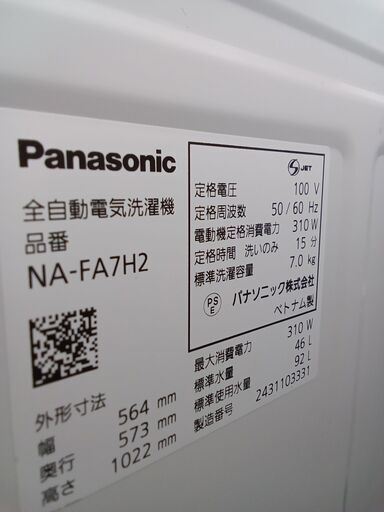 Panasonic
全自動電気洗濯機
品番
NA-FA7H2
JET
定格電圧 100 V
定格周波数 50 / 60 Hz
電動機定格消費電力 310 W
定格時間 洗いのみ 15 分
標準洗濯容量 7.0 kg
PS
E
パナソニック株式会社
ベトナム製
最大消費電力 310 W
標準水量 46 L
標準使用水量 92 L
製造番号 2431103331
外形寸法
幅 564 mm
奥行 573 mm
高さ 1022 mm